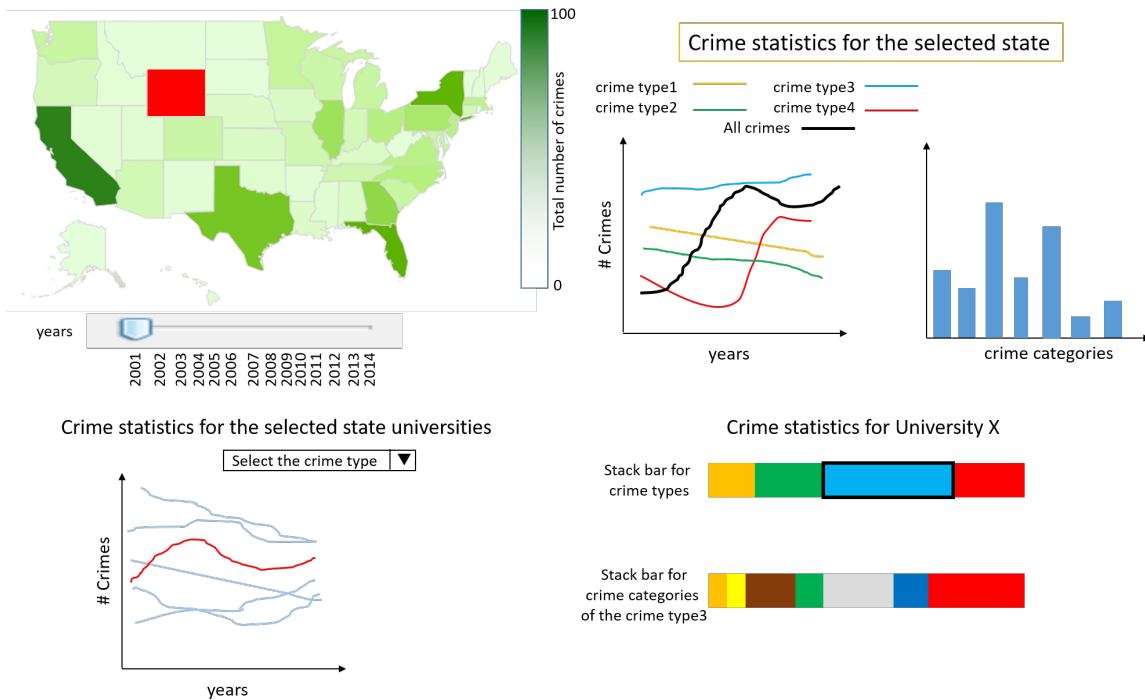 100
Total number of crimes
0
years
2001
2002
2003
2004
2005
2006
2007
2008
2009
2010
2011
2012
2013
2014
Crime statistics for the selected state
crime type1
crime type3
crime type2
crime type4
All crimes
# Crimes
years
crime categories
Crime statistics for the selected state universities
Select the crime type
# Crimes
years
Crime statistics for University X
Stack bar for
crime types
Stack bar for
crime categories
of the crime type3